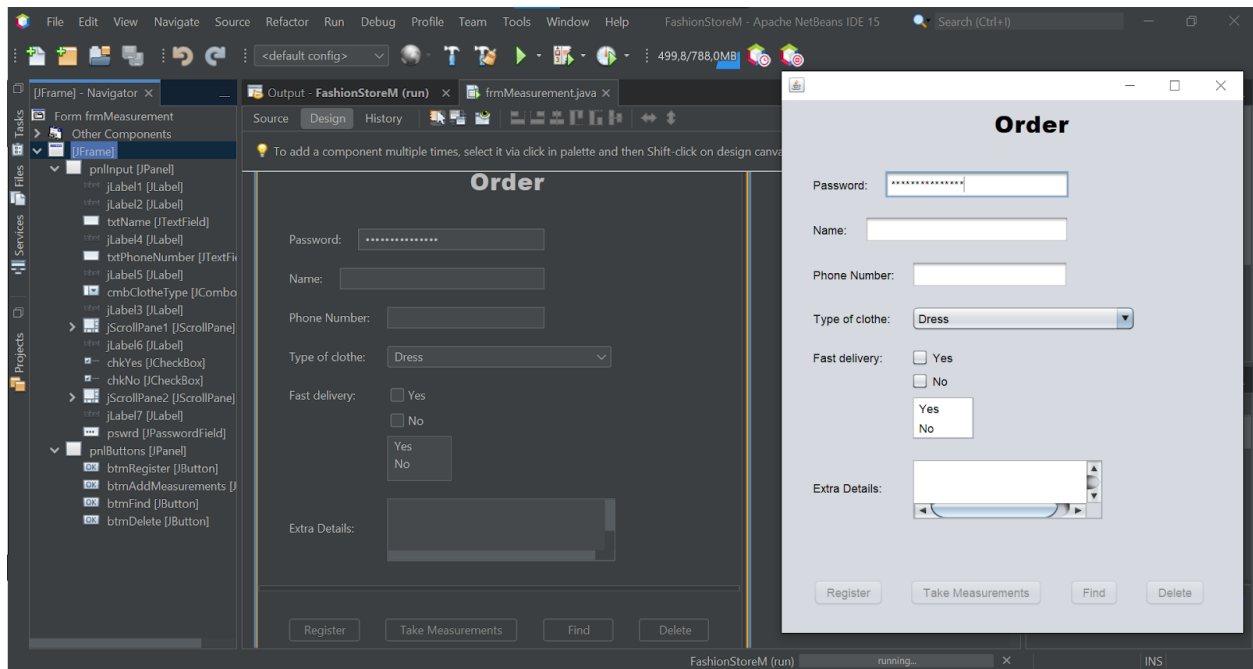 File Edit View Navigate Source Refactor Run Debug Profile Team Tools Window Help FashionStoreM - Apache NetBeans IDE 15 Search (Ctrl+I)
<default config> 499,8/788,0MB
[JFrame] - Navigator
Output - FashionStoreM (run)
frmMeasurement.java
Source Design History
To add a component multiple times, select it via click in palette and then Shift-click on design canva
Tasks
Files
Services
Projects
Form frmMeasurement
Other Components
[JFrame]
pnlInput [JPanel]
jLabel1 [JLabel]
jLabel2 [JLabel]
txtName [JTextField]
jLabel4 [JLabel]
txtPhoneNumber [JTextFi
jLabel5 [JLabel]
cmbClotheType [JCombo
jLabel3 [JLabel]
jScrollPane1 [JScrollPane]
jLabel6 [JLabel]
chkYes [JCheckBox]
chkNo [JCheckBox]
jScrollPane2 [JScrollPane]
jLabel7 [JLabel]
pswrd [JPasswordField]
pnlButtons [JPanel]
OK btmRegister [JButton]
OK btmAddMeasurements [J
OK btmFind [JButton]
OK btmDelete [JButton]
Order
Password: •••••••••••••••
Name:
Phone Number:
Type of clothe: Dress
Fast delivery: Yes
No
Yes
No
Extra Details:
Register Take Measurements Find Delete
Order
Password: ***************
Name:
Phone Number:
Type of clothe: Dress
Fast delivery: Yes
No
Yes
No
Extra Details:
Register Take Measurements Find Delete
FashionStoreM (run) running... INS